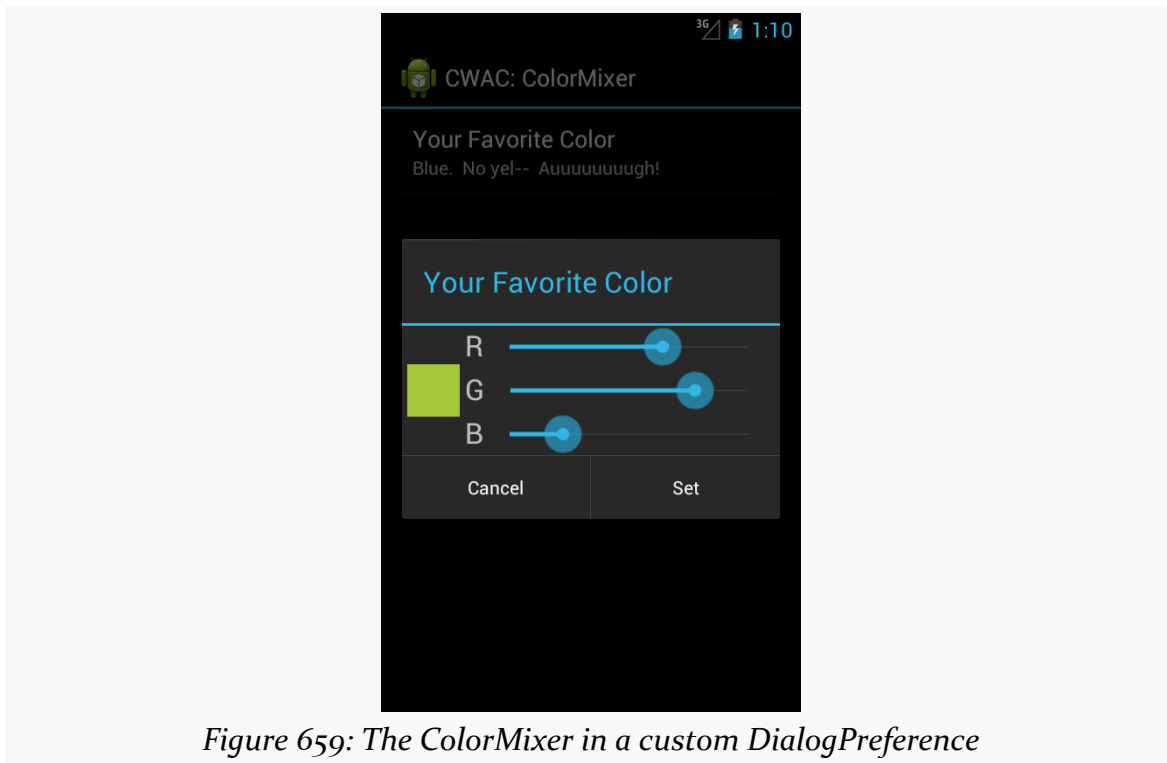 3G 1:10
CWAC: ColorMixer
Your Favorite Color
Blue. No yel-- Auuuuuuuugh!
Your Favorite Color
R
G
B
Cancel Set
Figure 659: The ColorMixer in a custom DialogPreference